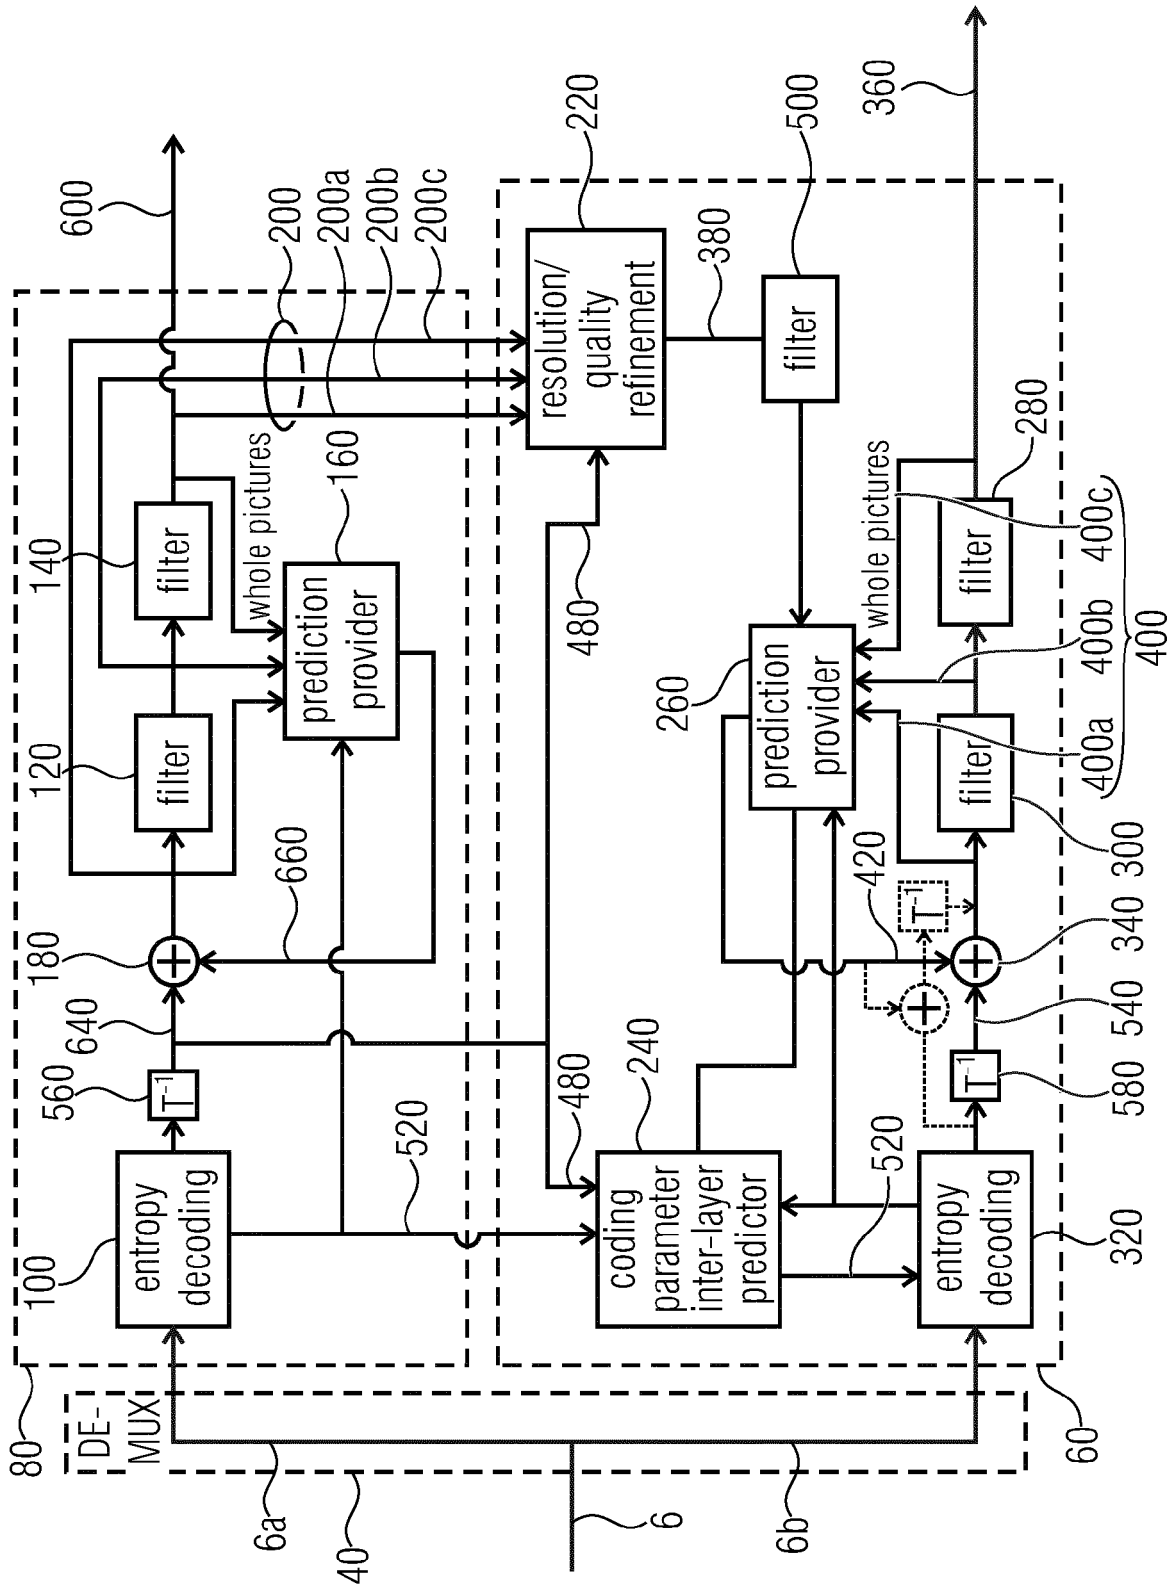 600
200
200a
200b
200c
220
500
360
140
filter
whole pictures
160
prediction
provider
120
filter
180
640
660
560
T-1
100
entropy
decoding
520
80
DE-
MUX
6a
40
6
6b
60
resolution/
quality
refinement
380
filter
480
480
240
coding
parameter
inter-layer
predictor
260
prediction
provider
whole pictures
280
filter
400c
400b
400
400a
filter
300
420
T-1
340
540
T-1
580
520
entropy
decoding
320